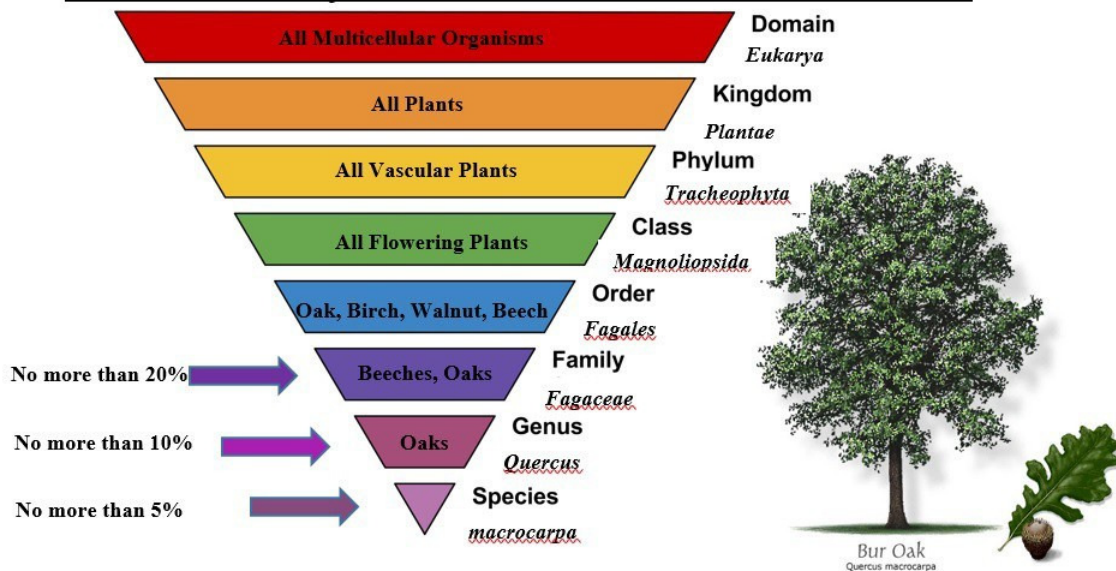 All Multicellular Organisms
Domain
Eukarya
All Plants
Kingdom
Plantae
All Vascular Plants
Phylum
Tracheophyta
All Flowering Plants
Class
Magnoliopsida
Oak, Birch, Walnut, Beech
Order
Fagales
No more than 20%
Beeches, Oaks
Family
Fagaceae
No more than 10%
Oaks
Genus
Quercus
No more than 5%
Species
macrocarpa
Bur Oak
Quercus macrocarpa